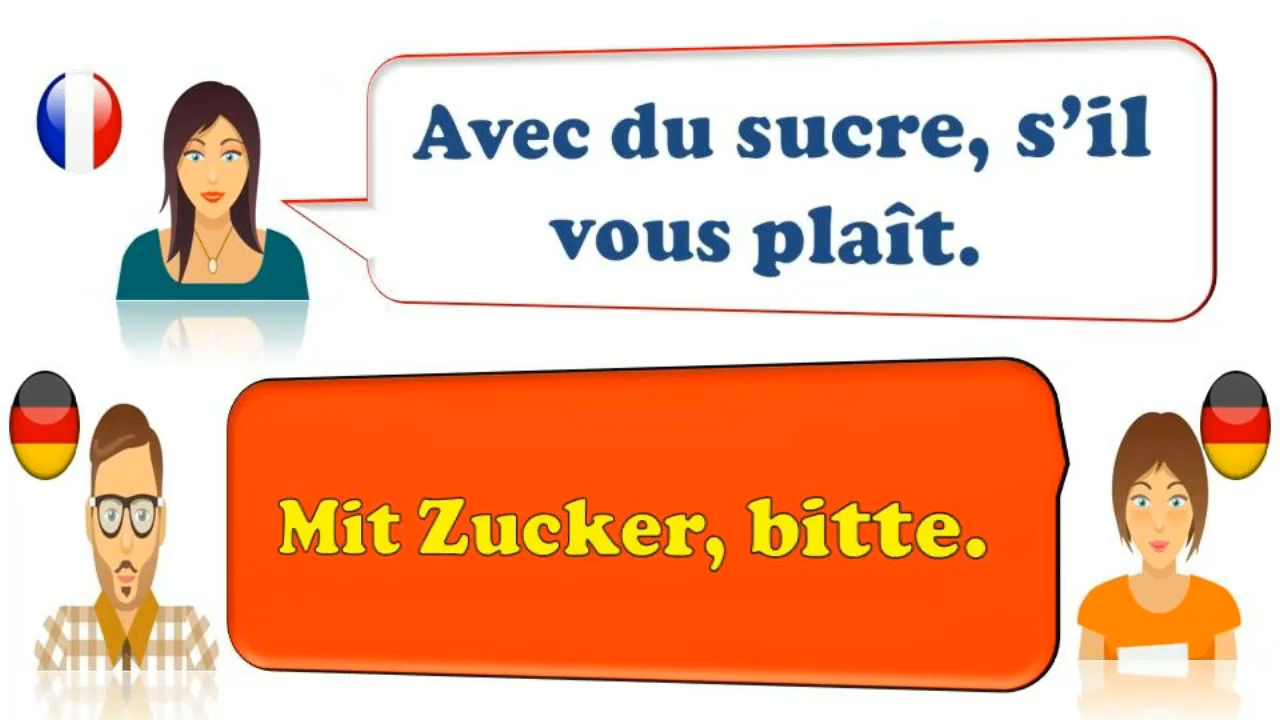 Avec du sucre, s’il
vous plaît.
Mit Zucker, bitte.